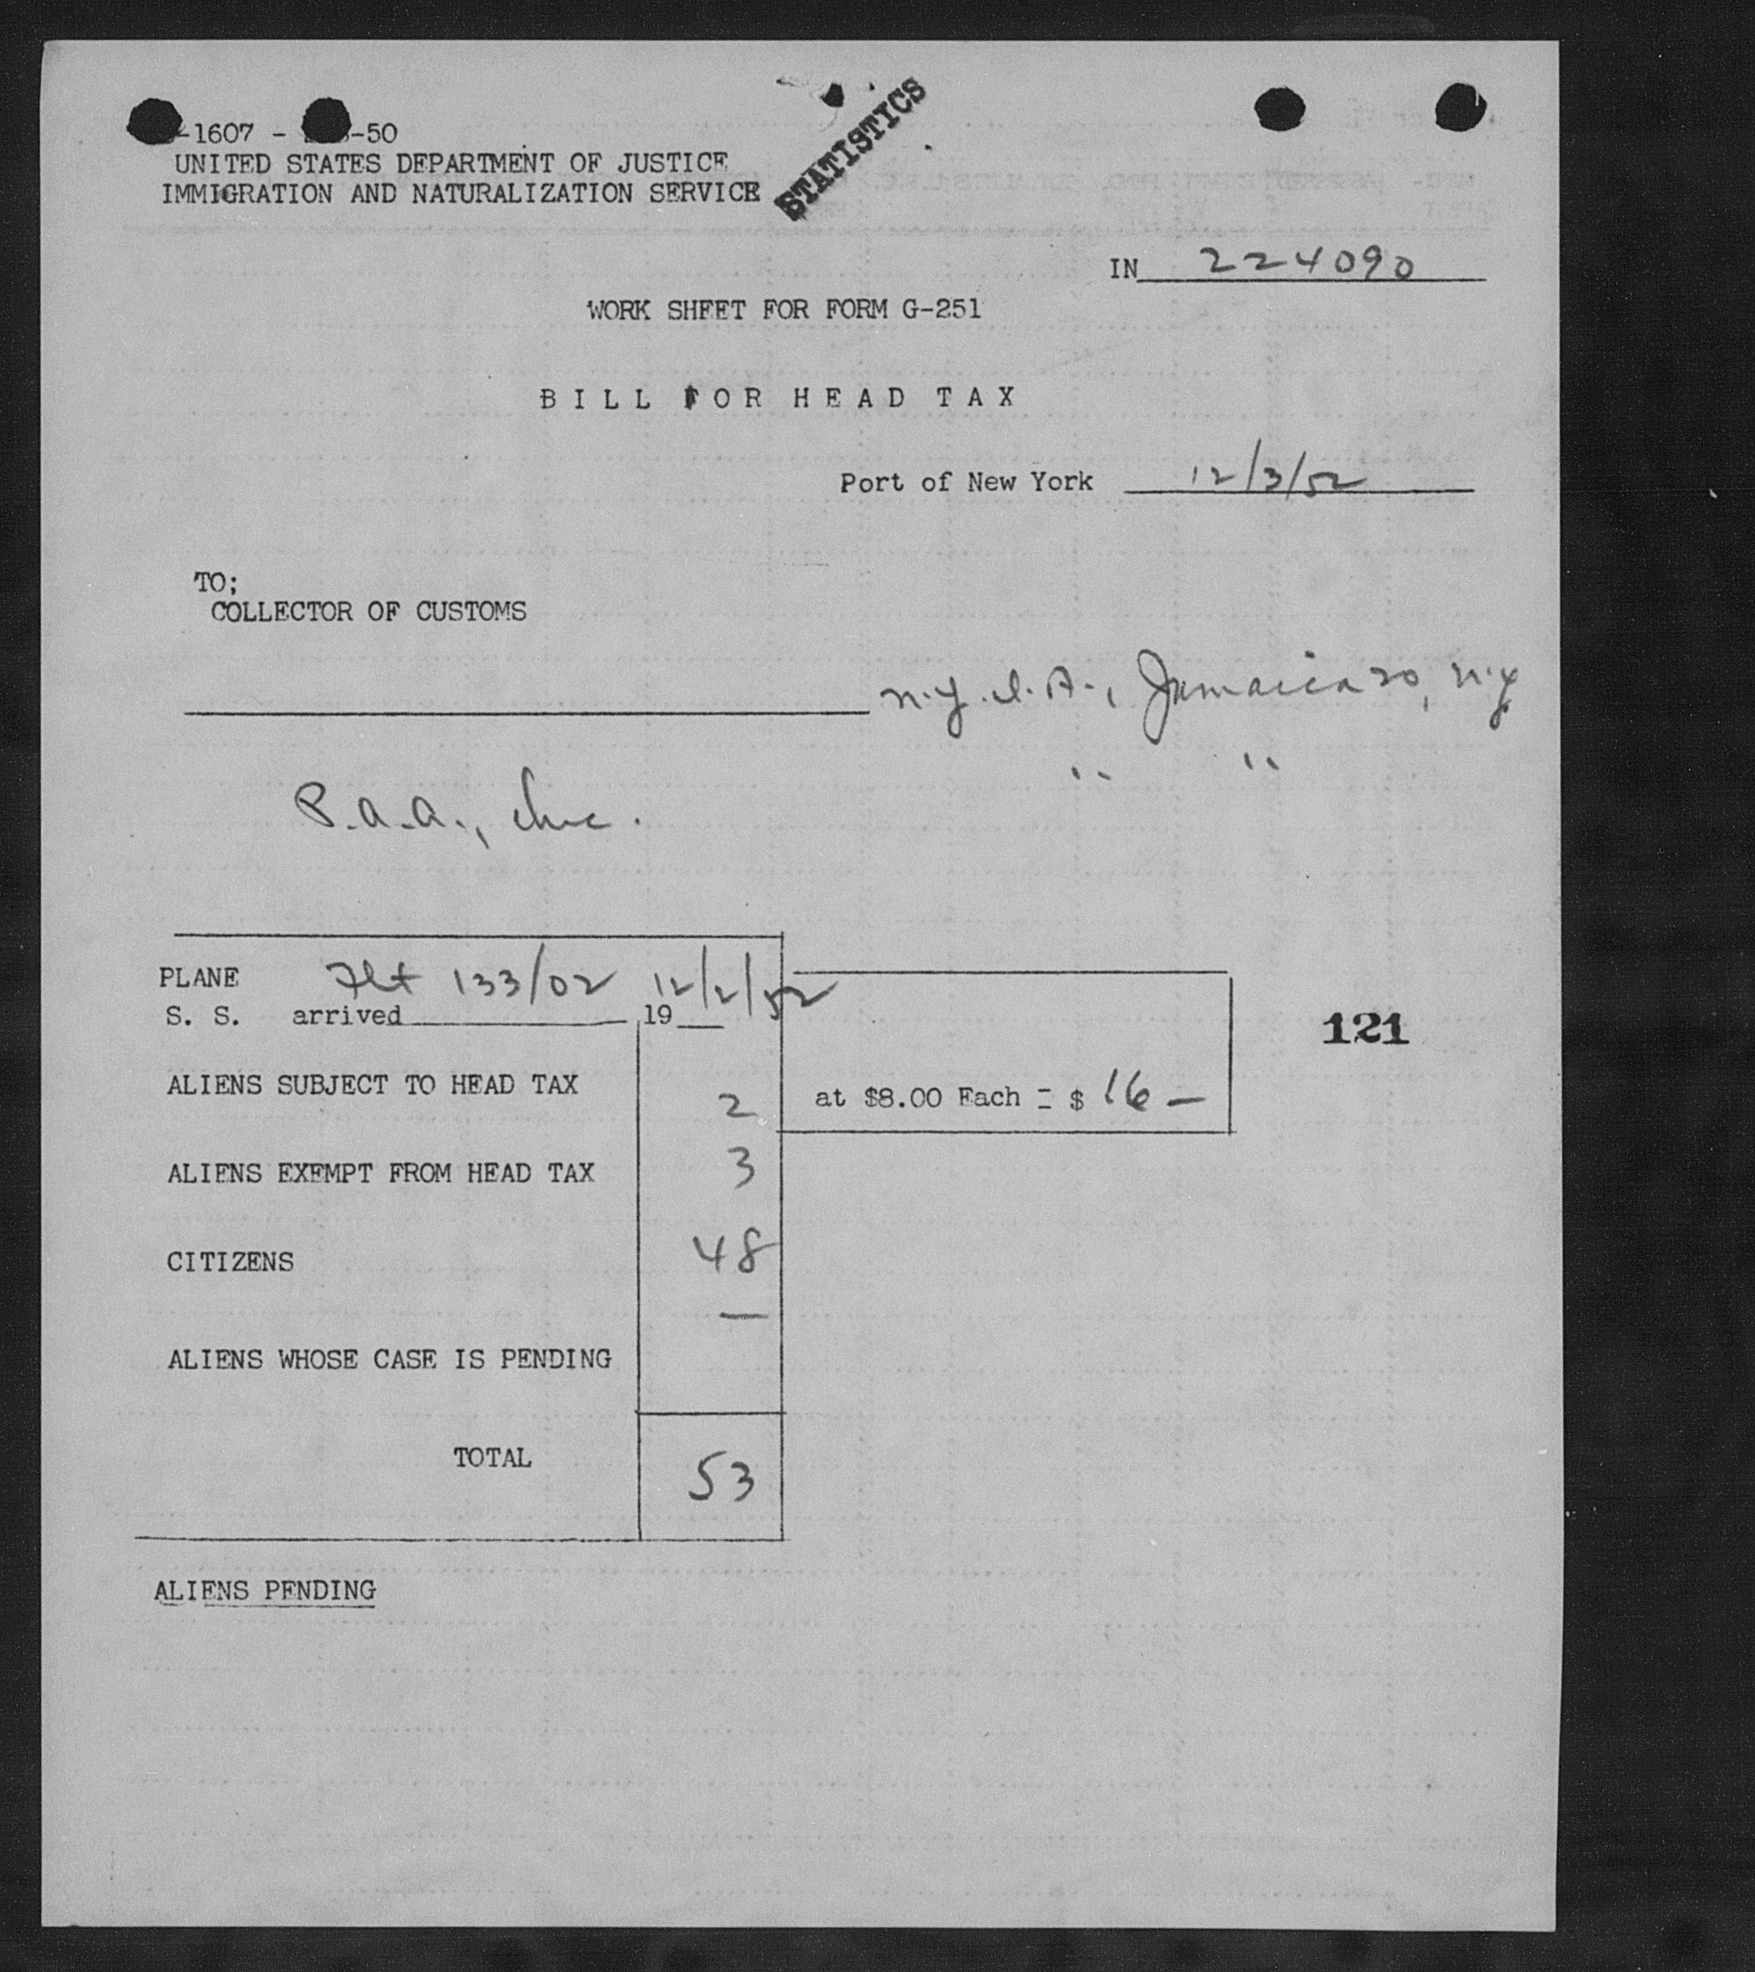 -1607 - -50
STATISTICS
UNITED STATES DEPARTMENT OF JUSTICE
IMMIGRATION AND NATURALIZATION SERVICE
IN 224090
WORK SHEET FOR FORM G-251
BILL FOR HEAD TAX
Port of New York 12/3/52
TO;
COLLECTOR OF CUSTOMS
N.Y.I.A., Jamaica 20, N.Y
" "
P.A.A., Inc.
PLANE Flt 133/02 12/2/52
S. S. arrived 19
121
ALIENS SUBJECT TO HEAD TAX 2 at $8.00 Each = $ 16 —
ALIENS EXEMPT FROM HEAD TAX 3
CITIZENS 48
—
ALIENS WHOSE CASE IS PENDING
TOTAL 53
ALIENS PENDING